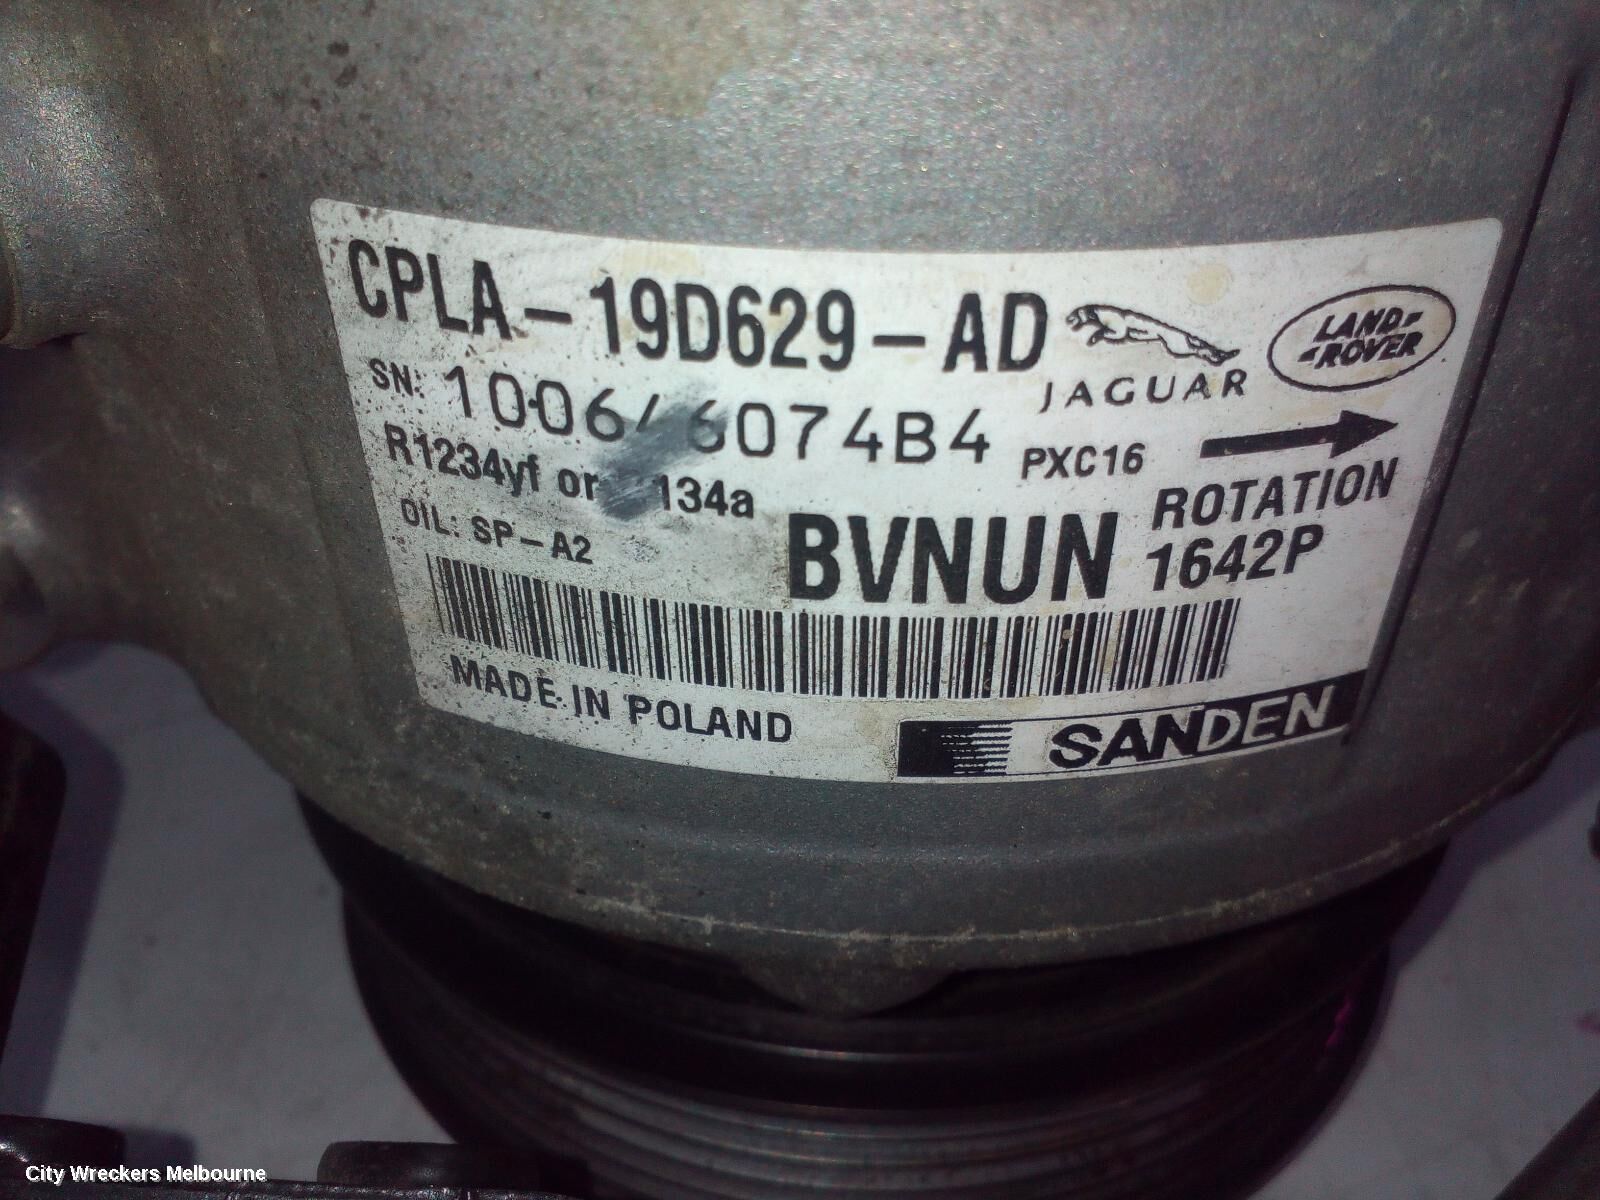 CPLA-19D629-AD
JAGUAR
LAND-
-ROVER
SN:
PXC16
R1234yf or 134a
ROTATION
OIL: SP-A2
BVNUN
1642P
MADE IN POLAND
SANDEN
City Wreckers Melbourne